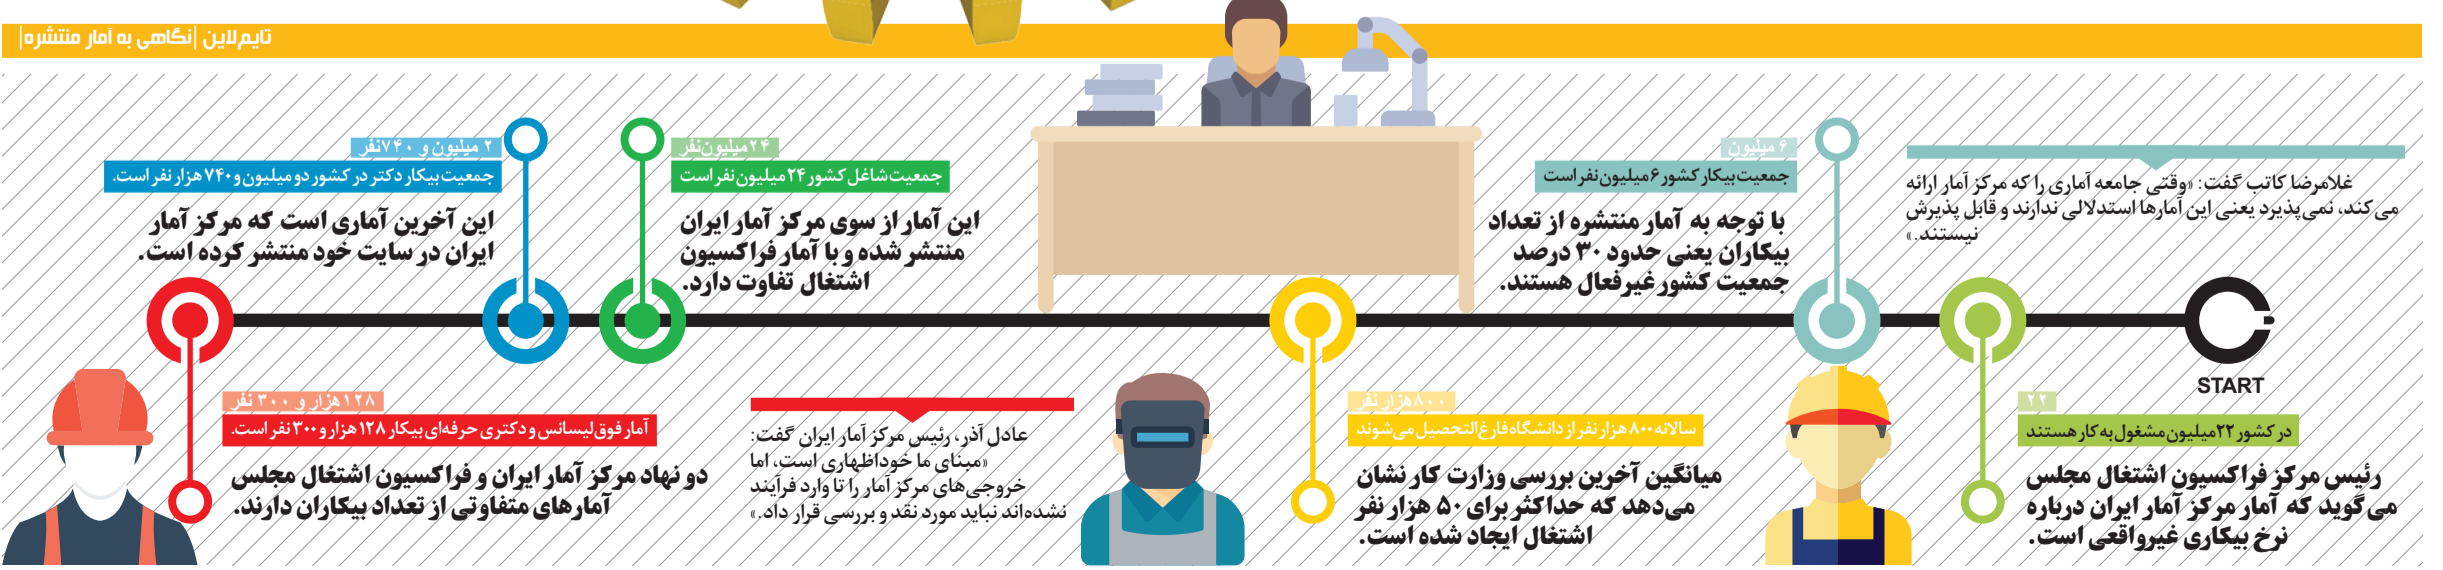 تایم‌لاین |نگاهی به آمار منتشره|
غلامرضا کاتب گفت: «وقتی جامعه آماری را که مرکز آمار ارائه
می‌کند، نمی‌پذیرد یعنی این آمارها استدلالی ندارند و قابل پذیرش
نیستند.»
START
۲۲
در کشور ۲۲میلیون مشغول به کار هستند
رئیس مرکز فراکسیون اشتغال مجلس
می‌گوید که آمار مرکز آمار ایران درباره
نرخ بیکاری غیرواقعی است.
۶ میلیون
جمعیت بیکار کشور ۶ میلیون نفر است
با توجه به آمار منتشره از تعداد
بیکاران یعنی حدود ۳۰ درصد
جمعیت کشور غیرفعال هستند.
۸۰۰هزار نفر
سالانه ۸۰۰ هزار نفر از دانشگاه فارغ‌التحصیل می‌شوند
میانگین آخرین بررسی وزارت کار نشان
می‌دهد که حداکثر برای ۵۰ هزار نفر
اشتغال ایجاد شده است.
عادل آذر، رئیس مرکز آمار ایران گفت:
«مبنای ما خوداظهاری است، اما
خروجی‌های مرکز آمار را تا وارد فرآیند
نشده‌اند نباید مورد نقد و بررسی قرار داد.»
۲۴میلیون‌نفر
جمعیت شاغل کشور ۲۴ میلیون نفر است
این آمار از سوی مرکز آمار ایران
منتشر شده و با آمار فراکسیون
اشتغال تفاوت دارد.
۲ میلیون و ۷۴۰نفر
جمعیت بیکار دکتر در کشور دو میلیون و ۷۴۰ هزار نفر است.
این آخرین آماری است که مرکز آمار
ایران در سایت خود منتشر کرده است.
۱۲۸هزار و ۳۰۰ نفر
آمار فوق‌لیسانس و دکتری حرفه‌ای بیکار ۱۲۸ هزار و ۳۰۰ نفر است.
دو نهاد مرکز آمار ایران و فراکسیون اشتغال مجلس
آمارهای متفاوتی از تعداد بیکاران دارند.